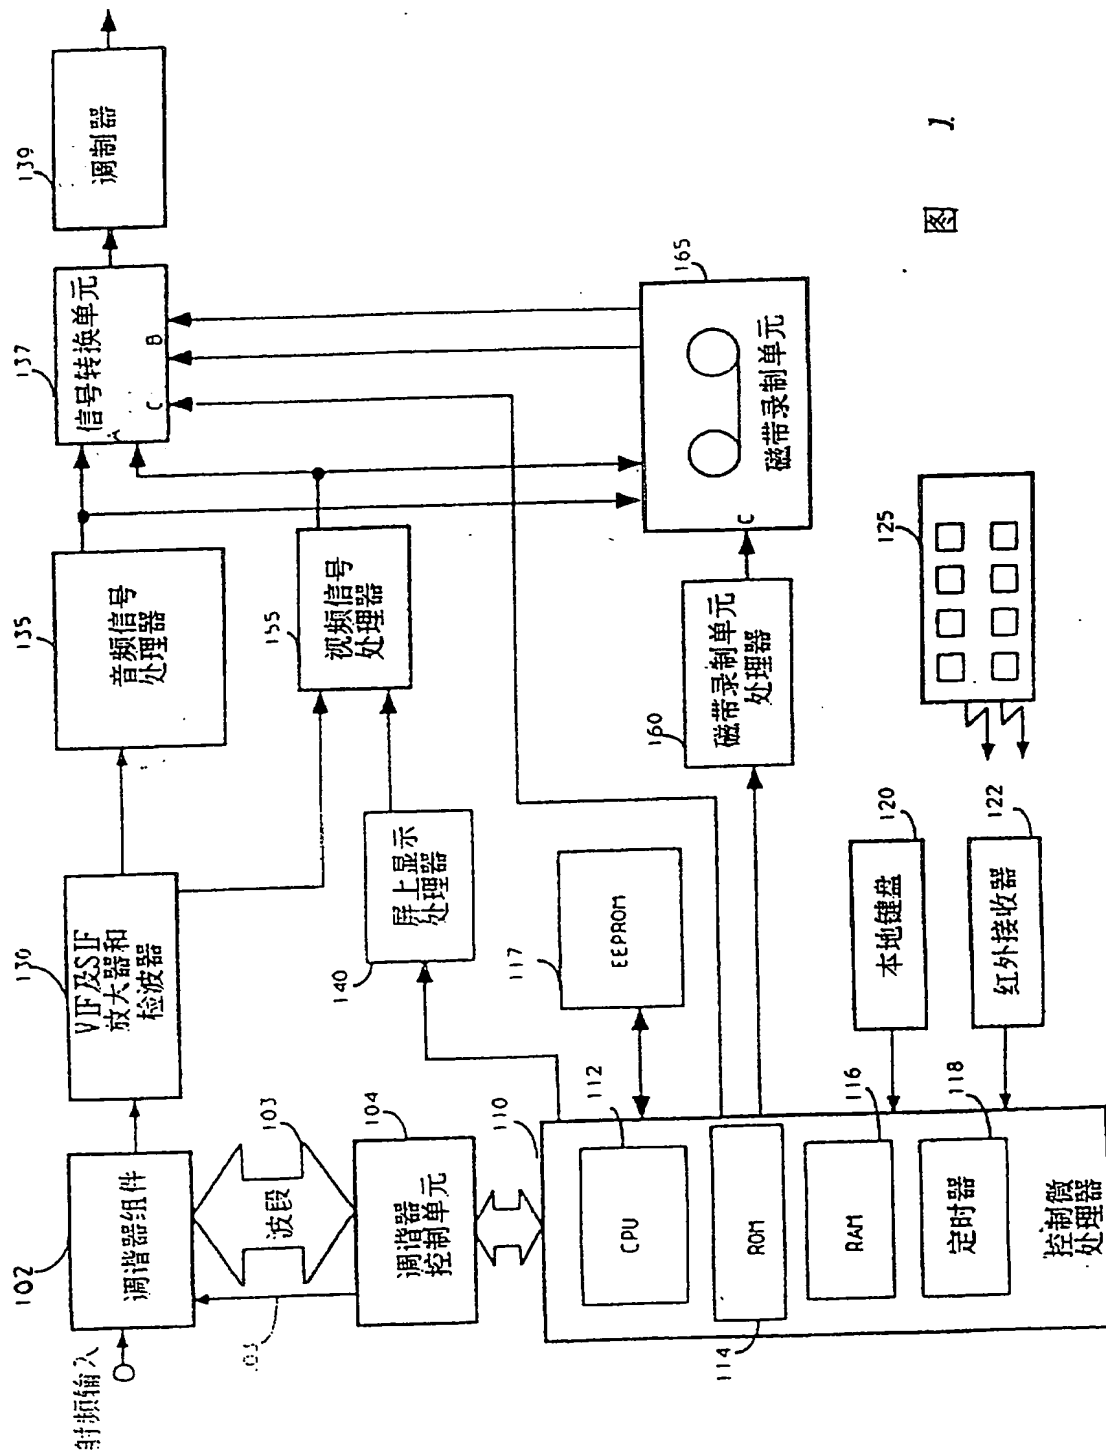 射频输入
102
调谐器组件
103
波段
104
调谐器
控制单元
130
VIF及SIF
放大器和
检波器
135
音频信号
处理器
137
信号转换单元
A
C
B
139
调制器
155
视频信号
处理器
140
屏上显示
处理器
110
112
CPU
114
ROM
116
RAM
118
定时器
控制微
处理器
117
EEPROM
160
磁带录制单元
处理器
165
C
磁带录制单元
120
本地键盘
122
红外接收器
125
图 1